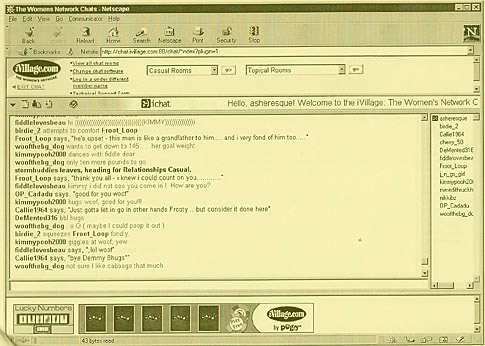 The Womens Network Chats - Netscape
File Edit View Go Communicator Help
Back Reload Home Search Netscape Print Security Stop
Bookmarks Netsite: http://chat.ivillage.com:80/chat/*index?plugin=1
iVillage.com
THE WOMEN'S NETWORK
EXIT CHAT
View all chat rooms
Change chat software
Log in under a different member name
Technical Support
Casual Rooms go Topical Rooms go
ichat Hello, asheresque! Welcome to the iVillage: The Women's Network C
birdie_2 attempts to comfort Froot_Loop
Froot_Loop says, "he's upset - this man is like a grandfather to him..... and i very fond of him too....."
woofthebg_dog wants to get down to 145 . . . her goal weight
kimmypooh2000 dances with fiddle dear
woofthebg_dog only ten more pounds to go
stormbuddies leaves, heading for Relationships Casual.
Froot_Loop says, "thank you all - i knew i could count on you............"
fiddlelovesbeau kimmy i did not see you come in ! How are you?
OP_Cadadu says, "good for you woof"
kimmypooh2000 hugs woof, good for you!!!
Callie1964 says, "Just gotta let in go in other hands Frooty... but consider it done here"
DeMented316 bbl hugs
woofthebg_dog . o O ( maybe I could poop it out )
birdie_2 squeezes Froot_Loop fondly.
kimmypooh2000 giggles at woof, yew
fiddlelovesbeau says, ";lol woof"
Callie1964 says, "bye Demmy Bhugs*"
woofthebg_dog not sure I like cabbage that much
asheresque
birdie_2
Callie1964
cherry_50
DeMented316
fiddlelovesbeau
Froot_Loop
kimmypooh2000
nikkibz
OP_Cadadu
woofthebg_dc
Lucky Numbers
iVillage.com
by pogo
43 bytes read